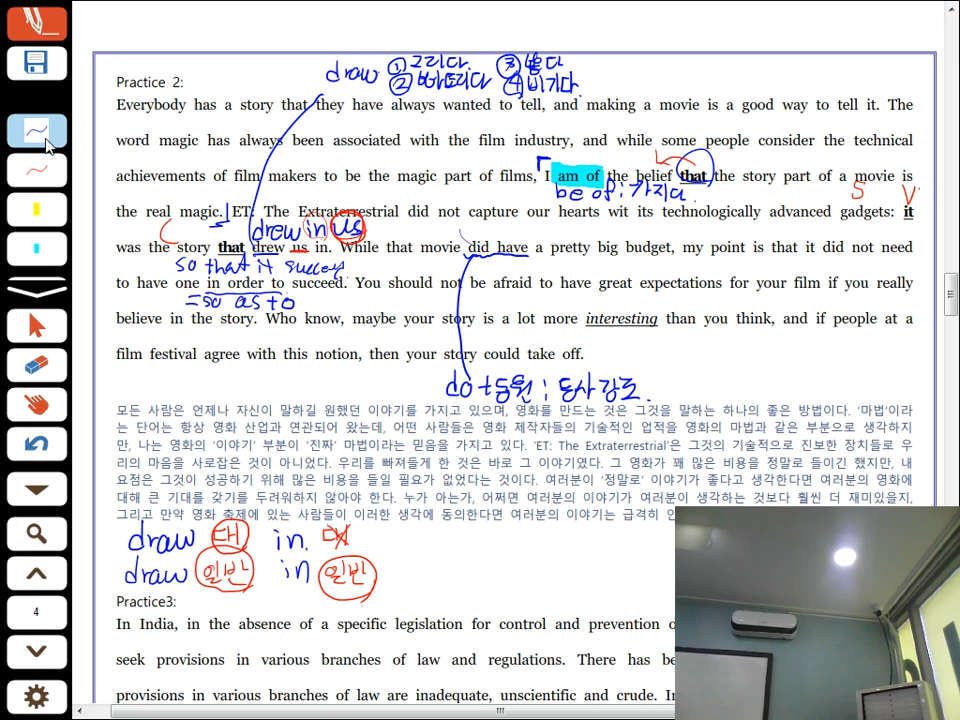 draw ① 그리다 ③ 뽑다
② 빠뜨리다 ④ 비기다
Practice 2:
Everybody has a story that they have always wanted to tell, and making a movie is a good way to tell it. The
word magic has always been associated with the film industry, and while some people consider the technical
achievements of film makers to be the magic part of films, I am of the belief that the story part of a movie is
be of : 가지다. S V
the real magic. ET: The Extraterrestrial did not capture our hearts wit its technologically advanced gadgets: it
drew in us
was the story that drew us in. While that movie did have a pretty big budget, my point is that it did not need
so that it
to have one in order to succeed. You should not be afraid to have great expectations for your film if you really
= so as to
believe in the story. Who know, maybe your story is a lot more interesting than you think, and if people at a
film festival agree with this notion, then your story could take off.
do + 동원 : 동사강조.
모든 사람은 언제나 자신이 말하길 원했던 이야기를 가지고 있으며, 영화를 만드는 것은 그것을 말하는 하나의 좋은 방법이다. '마법'이라
는 단어는 항상 영화 산업과 연관되어 왔는데, 어떤 사람들은 영화 제작자들의 기술적인 업적을 영화의 마법과 같은 부분으로 생각하지
만, 나는 영화의 '이야기' 부분이 '진짜' 마법이라는 믿음을 가지고 있다. 'ET: The Extraterrestrial'은 그것의 기술적으로 진보한 장치들로 우
리의 마음을 사로잡은 것이 아니었다. 우리를 빠져들게 한 것은 바로 그 이야기였다. 그 영화가 꽤 많은 비용을 정말로 들이긴 했지만, 내
요점은 그것이 성공하기 위해 많은 비용을 들일 필요가 없었다는 것이다. 여러분이 '정말로' 이야기가 좋다고 생각한다면 여러분의 영화에
대해 큰 기대를 갖기를 두려워하지 않아야 한다. 누가 아는가, 어쩌면 여러분의 이야기가 여러분이 생각하는 것보다 훨씬 더 재미있을지,
그리고 만약 영화 축제에 있는 사람들이 이러한 생각에 동의한다면 여러분의 이야기는 급격히
draw 대 in. 대
draw 일반 in 일반
Practice3:
In India, in the absence of a specific legislation for control and prevention
seek provisions in various branches of law and regulations. There has
provisions in various branches of law are inadequate, unscientific and crude.
4